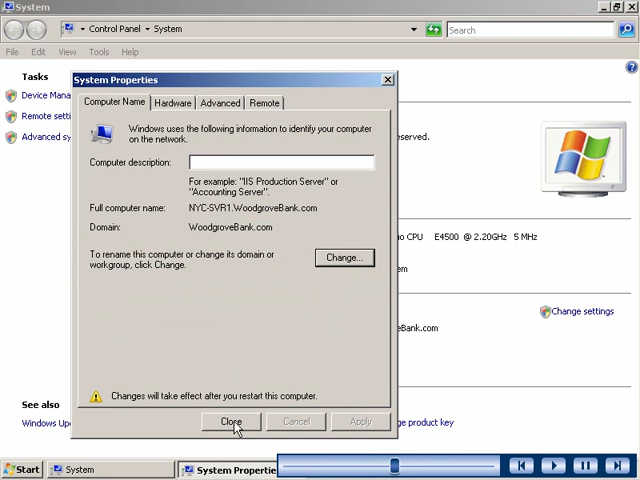 System
Control Panel
System
Search
File Edit View Tools Help
Tasks
Device Mana
Remote setti
Advanced sy
System Properties
Computer Name Hardware Advanced Remote
Windows uses the following information to identify your computer
on the network.
Computer description:
For example: "IIS Production Server" or
"Accounting Server".
Full computer name: NYC-SVR1.WoodgroveBank.com
Domain: WoodgroveBank.com
To rename this computer or change its domain or
workgroup, click Change.
Change...
Changes will take effect after you restart this computer.
Close Cancel Apply
erved.
io CPU E4500 @ 2.20GHz 5 MHz
em
Change settings
eBank.com
ge product key
See also
Windows Up
Start System System Propertie